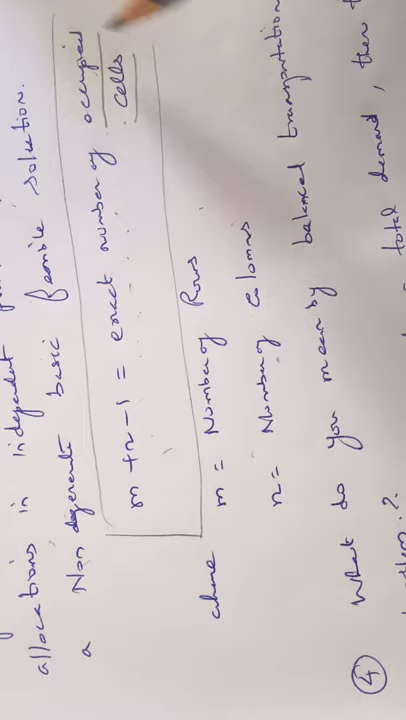 allocations in independent
a Non degenerate basic feasible solution.
m + n - 1 = exact number of occupied
cells
where m = Number of Rows
n = Number of Columns
④ What do you mean by balanced transportation
total demand, then